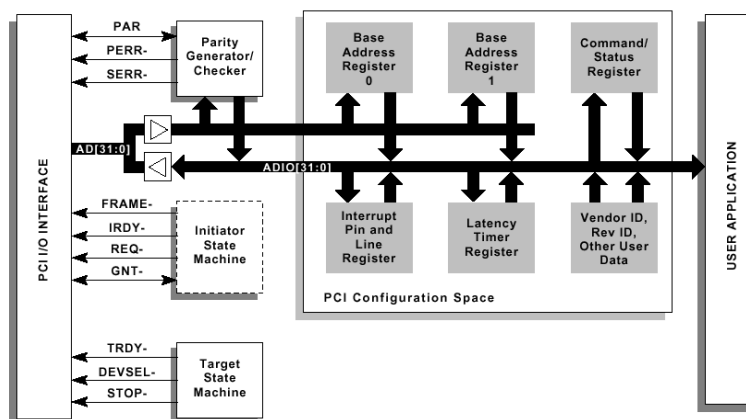 PCI I/O INTERFACE
PAR
PERR-
SERR-
Parity
Generator/
Checker
AD[31:0]
ADIO[31:0]
FRAME-
IRDY-
REQ-
GNT-
Initiator
State
Machine
TRDY-
DEVSEL-
STOP-
Target
State
Machine
Base
Address
Register
0
Base
Address
Register
1
Command/
Status
Register
Interrupt
Pin and
Line
Register
Latency
Timer
Register
Vendor ID,
Rev ID,
Other User
Data
PCI Configuration Space
USER APPLICATION